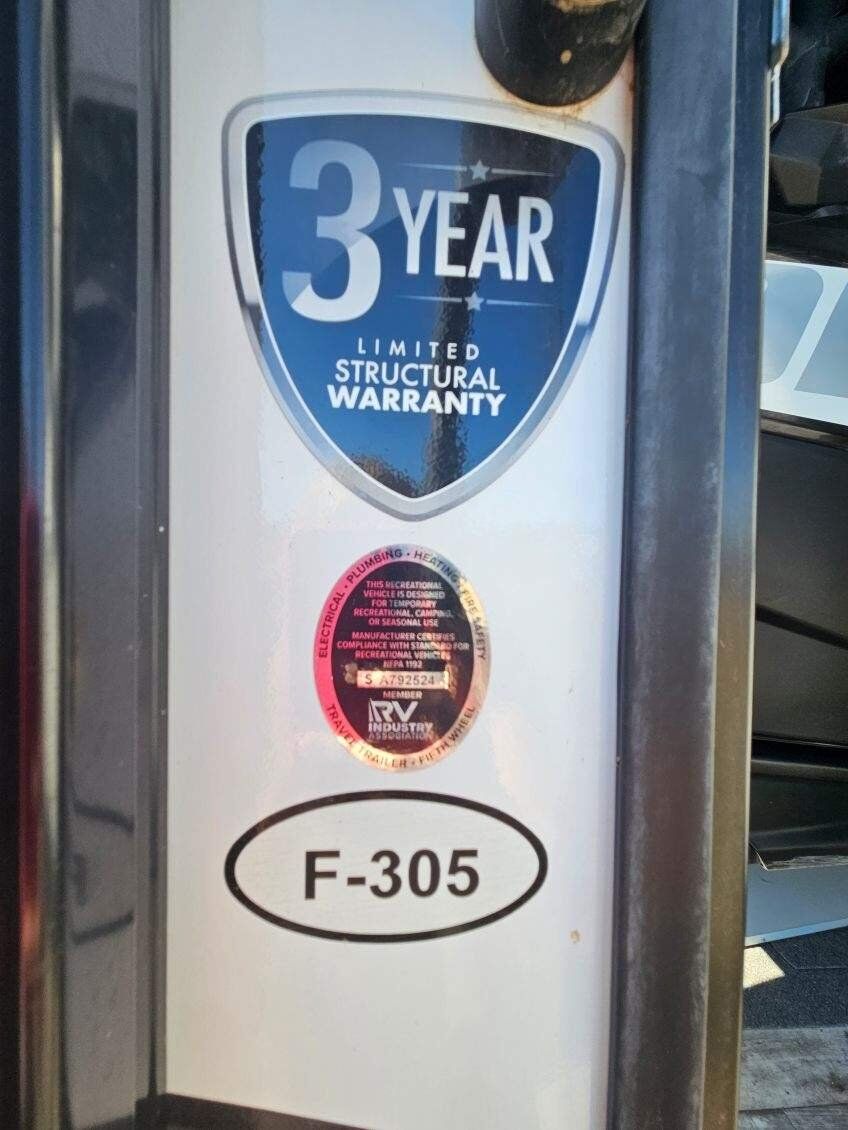 3 YEAR
LIMITED
STRUCTURAL
WARRANTY
ELECTRICAL · PLUMBING · HEATING · FIRE SAFETY
THIS RECREATIONAL
VEHICLE IS DESIGNED
FOR TEMPORARY
RECREATIONAL, CAMPING,
OR SEASONAL USE
MANUFACTURER CERTIFIES
COMPLIANCE WITH STANDARD FOR
RECREATIONAL VEHICLES
NFPA 1192
S A792524
MEMBER
RV
INDUSTRY
ASSOCIATION
TRAVEL TRAILER · FIFTH WHEEL
F-305